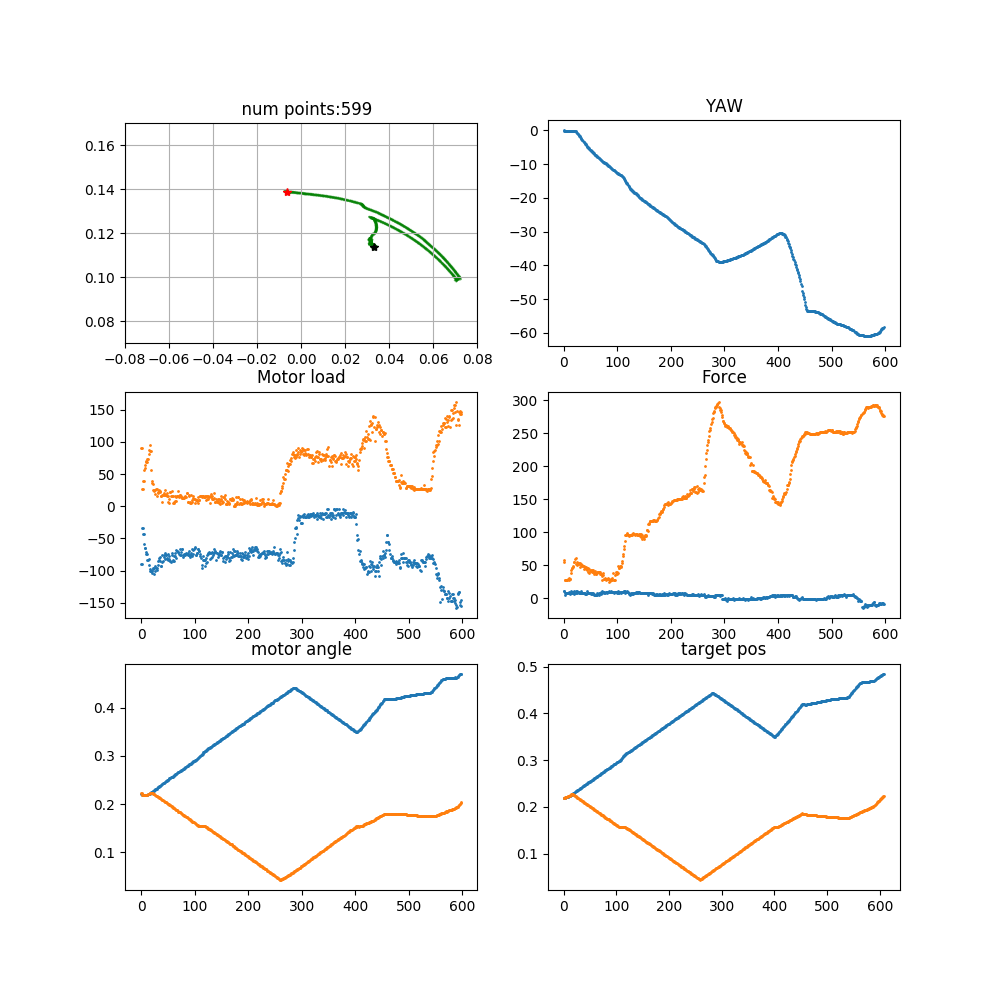 num points:599
0.16
0.14
0.12
0.10
0.08
−0.08 −0.06 −0.04 −0.02 0.00 0.02 0.04 0.06 0.08
YAW
0
−10
−20
−30
−40
−50
−60
0 100 200 300 400 500 600
Motor load
150
100
50
0
−50
−100
−150
0 100 200 300 400 500 600
Force
300
250
200
150
100
50
0
0 100 200 300 400 500 600
motor angle
0.4
0.3
0.2
0.1
0 100 200 300 400 500 600
target pos
0.5
0.4
0.3
0.2
0.1
0 100 200 300 400 500 600